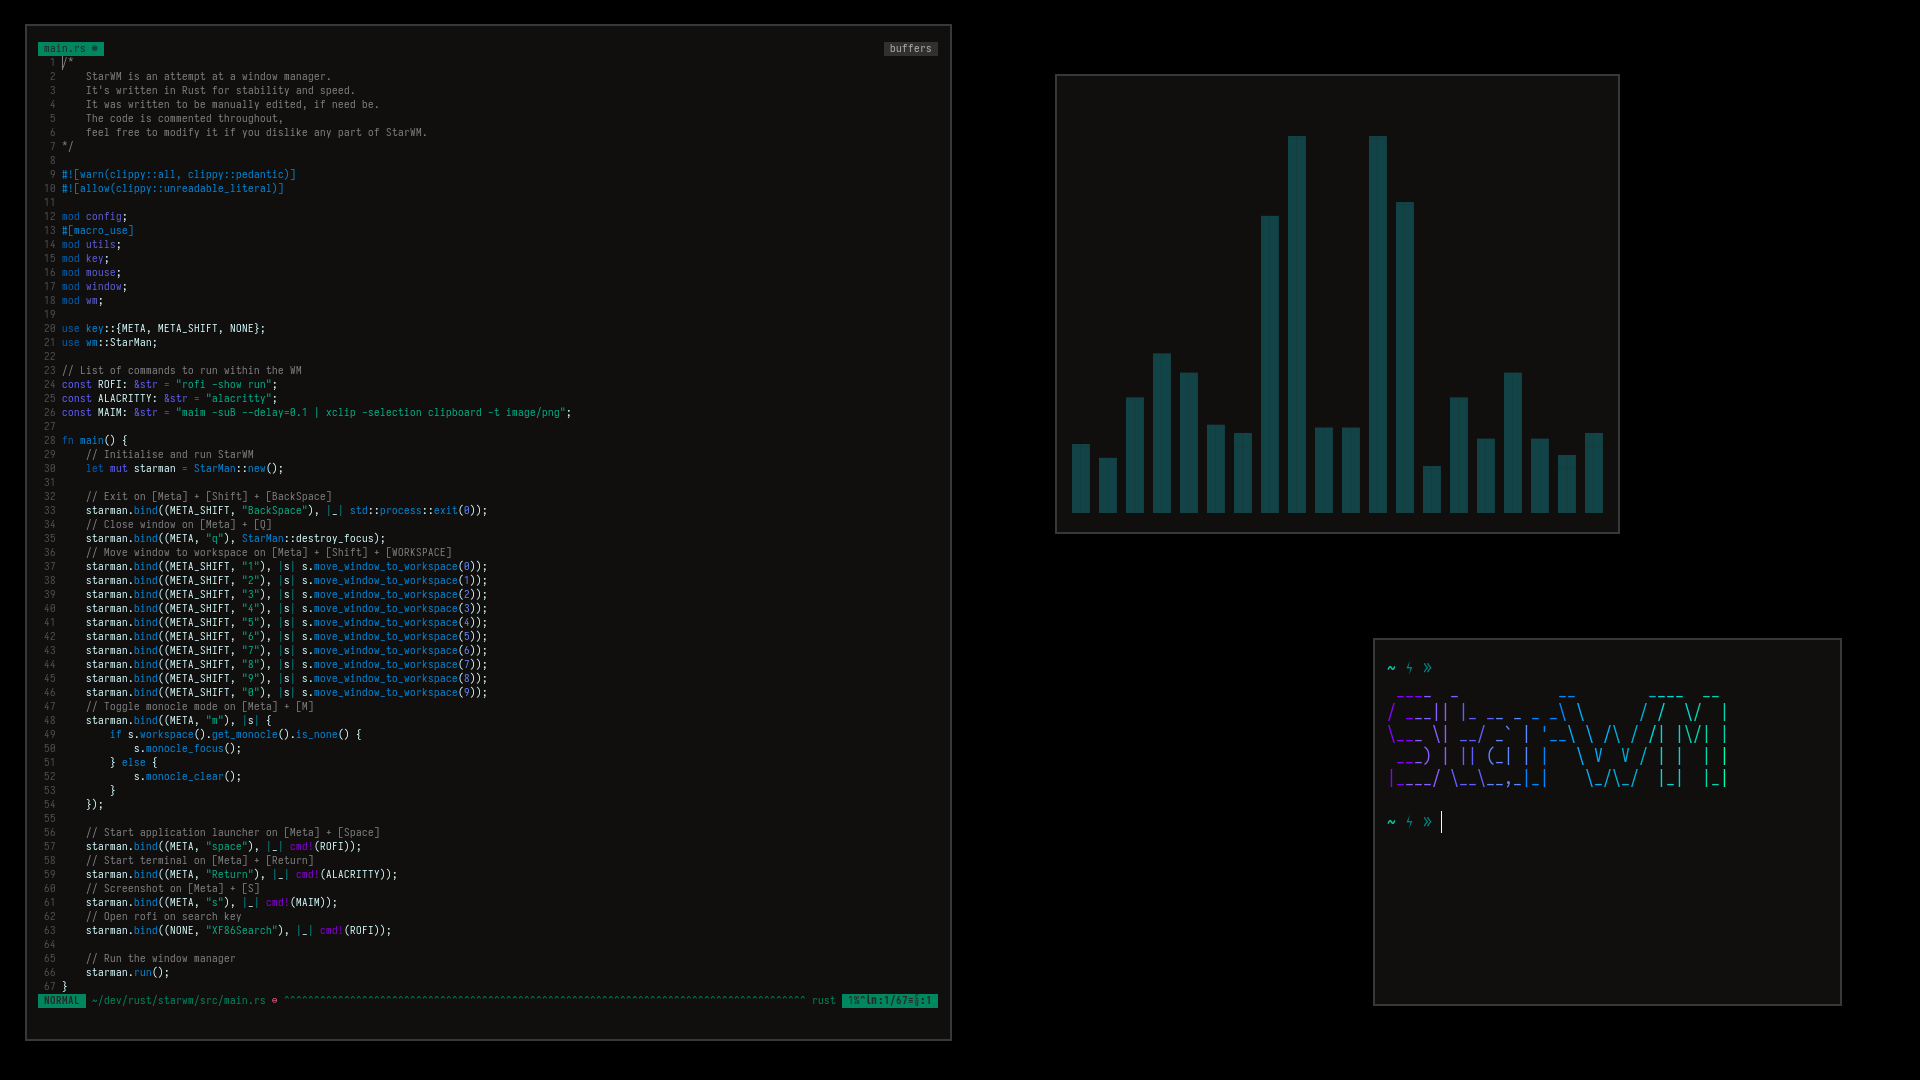 main.rs buffers
1 /*
2     StarWM is an attempt at a window manager.
3     It's written in Rust for stability and speed.
4     It was written to be manually edited, if need be.
5     The code is commented throughout,
6     feel free to modify it if you dislike any part of StarWM.
7 */
8
9 #![warn(clippy::all, clippy::pedantic)]
10 #![allow(clippy::unreadable_literal)]
11
12 mod config;
13 #[macro_use]
14 mod utils;
15 mod key;
16 mod mouse;
17 mod window;
18 mod wm;
19
20 use key::{META, META_SHIFT, NONE};
21 use wm::StarMan;
22
23 // List of commands to run within the WM
24 const ROFI: &str = "rofi -show run";
25 const ALACRITTY: &str = "alacritty";
26 const MAIM: &str = "maim -suB --delay=0.1 | xclip -selection clipboard -t image/png";
27
28 fn main() {
29     // Initialise and run StarWM
30     let mut starman = StarMan::new();
31
32     // Exit on [Meta] + [Shift] + [BackSpace]
33     starman.bind((META_SHIFT, "BackSpace"), |_| std::process::exit(0));
34     // Close window on [Meta] + [Q]
35     starman.bind((META, "q"), StarMan::destroy_focus);
36     // Move window to workspace on [Meta] + [Shift] + [WORKSPACE]
37     starman.bind((META_SHIFT, "1"), |s| s.move_window_to_workspace(0));
38     starman.bind((META_SHIFT, "2"), |s| s.move_window_to_workspace(1));
39     starman.bind((META_SHIFT, "3"), |s| s.move_window_to_workspace(2));
40     starman.bind((META_SHIFT, "4"), |s| s.move_window_to_workspace(3));
41     starman.bind((META_SHIFT, "5"), |s| s.move_window_to_workspace(4));
42     starman.bind((META_SHIFT, "6"), |s| s.move_window_to_workspace(5));
43     starman.bind((META_SHIFT, "7"), |s| s.move_window_to_workspace(6));
44     starman.bind((META_SHIFT, "8"), |s| s.move_window_to_workspace(7));
45     starman.bind((META_SHIFT, "9"), |s| s.move_window_to_workspace(8));
46     starman.bind((META_SHIFT, "0"), |s| s.move_window_to_workspace(9));
47     // Toggle monocle mode on [Meta] + [M]
48     starman.bind((META, "m"), |s| {
49         if s.workspace().get_monocle().is_none() {
50             s.monocle_focus();
51         } else {
52             s.monocle_clear();
53         }
54     });
55
56     // Start application launcher on [Meta] + [Space]
57     starman.bind((META, "space"), |_| cmd!(ROFI));
58     // Start terminal on [Meta] + [Return]
59     starman.bind((META, "Return"), |_| cmd!(ALACRITTY));
60     // Screenshot on [Meta] + [S]
61     starman.bind((META, "s"), |_| cmd!(MAIM));
62     // Open rofi on search key
63     starman.bind((NONE, "XF86Search"), |_| cmd!(ROFI));
64
65     // Run the window manager
66     starman.run();
67 }
NORMAL ~/dev/rust/starwm/src/main.rs rust 1% ln:1/67 :1
~ ϟ »
StarWM
~ ϟ »